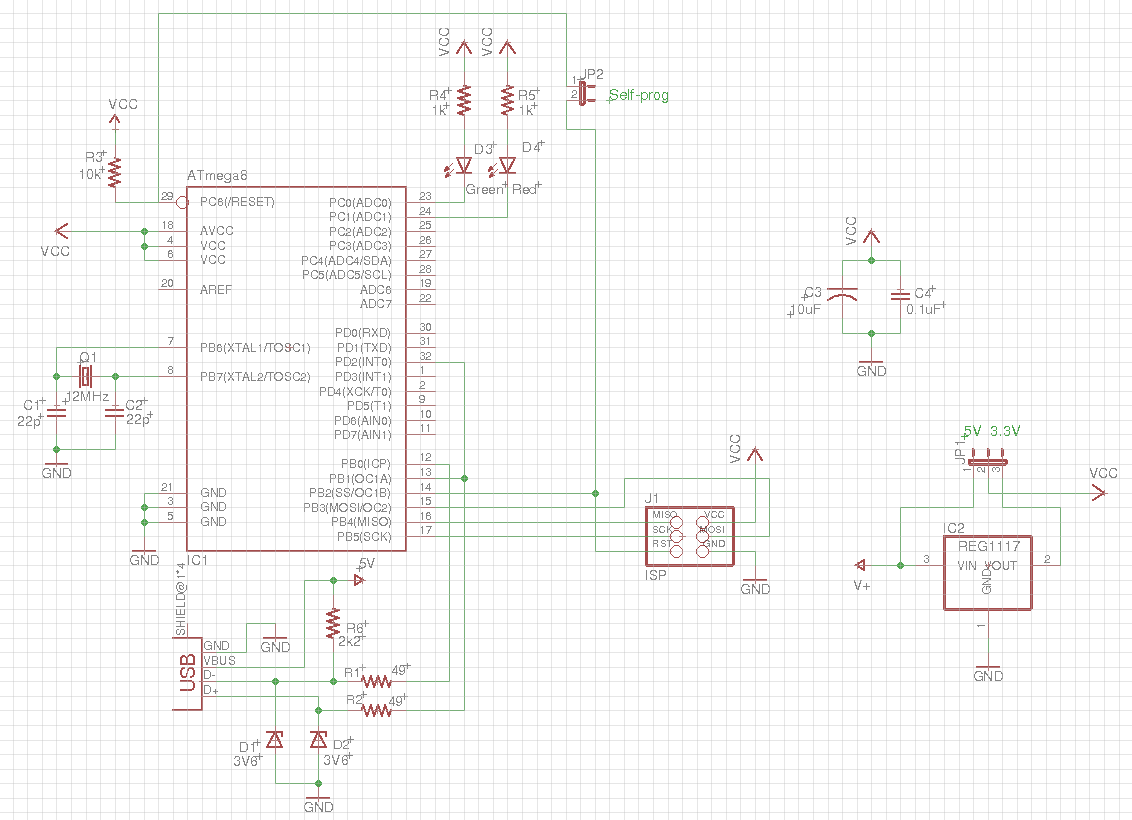 VCC
VCC
JP2
1
2
Self-prog
R4
1k
R5
1k
VCC
R3
10k
D3
D4
Green
Red
ATmega8
29 PC6(/RESET) PC0(ADC0) 23
PC1(ADC1) 24
18 AVCC PC2(ADC2) 25
4 VCC PC3(ADC3) 26
6 VCC PC4(ADC4/SDA) 27
PC5(ADC5/SCL) 28
20 AREF ADC6 19
ADC7 22
VCC
PD0(RXD) 30
7 PB6(XTAL1/TOSC1) PD1(TXD) 31
PD2(INT0) 32
8 PB7(XTAL2/TOSC2) PD3(INT1) 1
PD4(XCK/T0) 2
PD5(T1) 9
PD6(AIN0) 10
PD7(AIN1) 11
PB0(ICP) 12
PB1(OC1A) 13
21 GND PB2(SS/OC1B) 14
3 GND PB3(MOSI/OC2) 15
5 GND PB4(MISO) 16
PB5(SCK) 17
Q1
12MHz
C1
22p
C2
22p
GND
GND
IC1
VCC
C3
10uF
C4
0.1uF
GND
VCC
J1
MISO VCC
SCK MOSI
RST GND
ISP
GND
5V 3.3V
JP1
1 2 3
VCC
IC2
REG1117
3 VIN VOUT 2
GND
1
V+
GND
5V
SHIELD@1*4
USB
GND
VBUS
D-
D+
GND
R6
2k2
R1 49
R2 49
D1
3V6
D2
3V6
GND